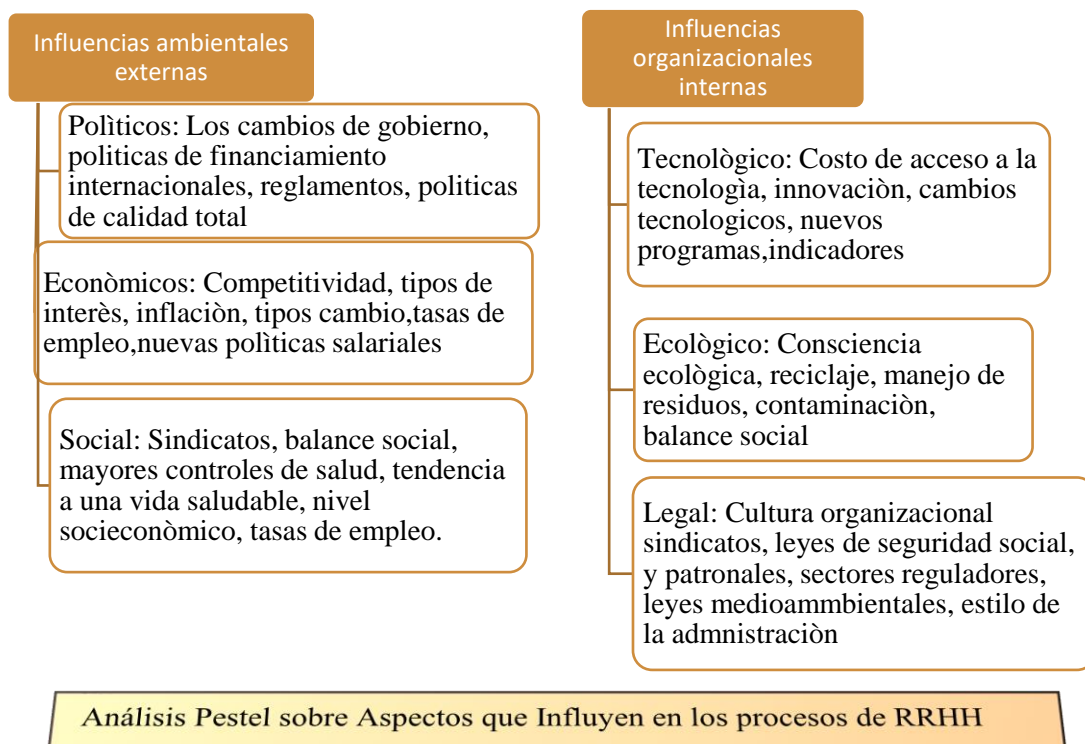 Influencias ambientales
externas
Polìticos: Los cambios de gobierno,
politicas de financiamiento
internacionales, reglamentos, politicas
de calidad total
Econòmicos: Competitividad, tipos de
interès, inflaciòn, tipos cambio,tasas de
empleo,nuevas polìticas salariales
Social: Sindicatos, balance social,
mayores controles de salud, tendencia
a una vida saludable, nivel
socieconòmico, tasas de empleo.
Influencias
organizacionales
internas
Tecnològico: Costo de acceso a la
tecnologìa, innovaciòn, cambios
tecnologicos, nuevos
programas,indicadores
Ecològico: Consciencia
ecològica, reciclaje, manejo de
residuos, contaminaciòn,
balance social
Legal: Cultura organizacional
sindicatos, leyes de seguridad social,
y patronales, sectores reguladores,
leyes medioammbientales, estilo de
la admnistraciòn
Análisis Pestel sobre Aspectos que Influyen en los procesos de RRHH